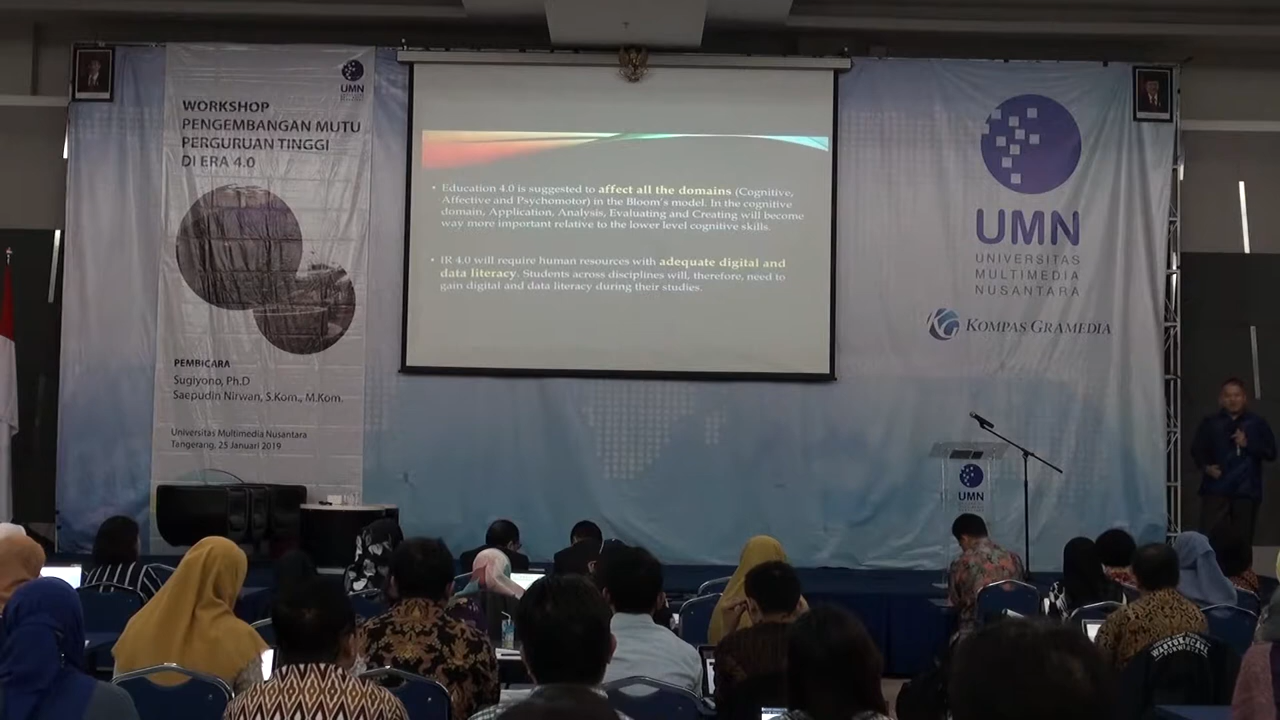 WORKSHOP
PENGEMBANGAN MUTU
PERGURUAN TINGGI
DI ERA 4.0
UMN
PEMBICARA
Sugiyono, Ph.D
Saepudin Nirwan, S.Kom., M.Kom.
Universitas Multimedia Nusantara
Tangerang, 25 Januari 2019
• Education 4.0 is suggested to affect all the domains (Cognitive,
Affective and Psychomotor) in the Bloom's model. In the cognitive
domain, Application, Analysis, Evaluating and Creating will become
way more important relative to the lower level cognitive skills.
• IR 4.0 will require human resources with adequate digital and
data literacy. Students across disciplines will, therefore, need to
gain digital and data literacy during their studies.
UMN
UNIVERSITAS
MULTIMEDIA
NUSANTARA
KG KOMPAS GRAMEDIA
UMN